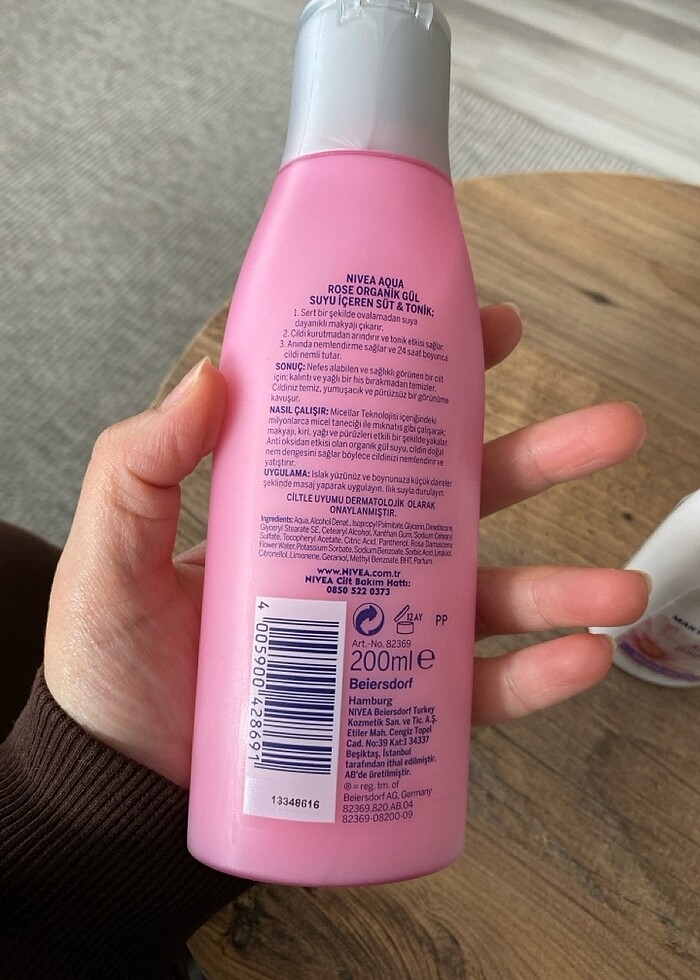 NIVEA AQUA
ROSE ORGANİK GÜL
SUYU İÇEREN SÜT & TONİK;
1. Sert bir şekilde ovalamadan suya
dayanıklı makyajı çıkarır.
2. Cildi kurutmadan arındırır ve tonik etkisi sağlar.
3. Anında nemlendirme sağlar ve 24 saat boyunca
cildi nemli tutar.
SONUÇ: Nefes alabilen ve sağlıklı görünen bir cilt
için; kalıntı ve yağlı bir his bırakmadan temizler.
Cildiniz temiz, yumuşacık ve pürüzsüz bir görünüme
kavuşur.
NASIL ÇALIŞIR: Micellar Teknolojisi içeriğindeki
milyonlarca micel taneciği ile mıknatıs gibi çalışarak;
makyajı, kiri, yağı ve pürüzleri etkili bir şekilde yakalar.
Anti oksidan etkisi olan organik gül suyu, cildin doğal
nem dengesini sağlar böylece cildinizi nemlendirir ve
yatıştırır.
UYGULAMA: Islak yüzünüz ve boynunuza küçük daireler
şeklinde masaj yaparak uygulayın. Ilık suyla durulayın.
CİLTLE UYUMU DERMATOLOJİK OLARAK
ONAYLANMIŞTIR.
Ingredients: Aqua, Alcohol Denat., Isopropyl Palmitate, Glycerin, Dimethicone,
Glyceryl Stearate SE, Cetearyl Alcohol, Xanthan Gum, Sodium Cetearyl
Sulfate, Tocopheryl Acetate, Citric Acid, Panthenol, Rosa Damascena
Flower Water, Potassium Sorbate, Sodium Benzoate, Sorbic Acid, Linalool,
Citronellol, Limonene, Geraniol, Methyl Benzoate, BHT, Parfum
www.NIVEA.com.tr
NIVEA Cilt Bakım Hattı:
0850 522 0373
4 005900 428691
13348616
12 AY
PP
Art.-No. 82369
200ml e
Beiersdorf
Hamburg
NIVEA Beiersdorf Turkey
Kozmetik San. ve Tic. A.Ş.
Etiler Mah. Cengiz Topel
Cad. No:39 Kat:1 34337
Beşiktaş, İstanbul
tarafından ithal edilmiştir.
AB'de üretilmiştir.
® = reg. tm. of
Beiersdorf AG, Germany
82369.820.AB.04
82369-08200-09